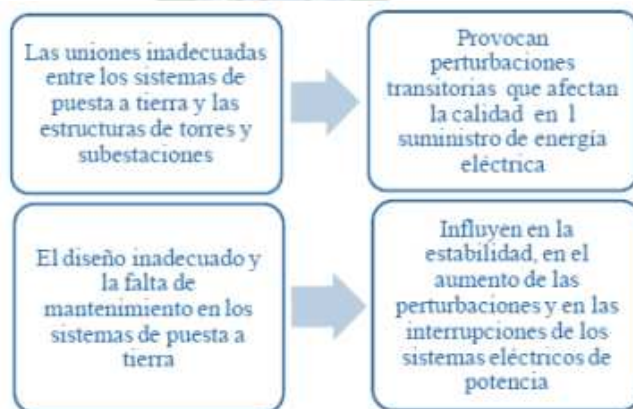 Las uniones inadecuadas
entre los sistemas de
puesta a tierra y las
estructuras de torres y
subestaciones
Provocan
perturbaciones
transitorias que afectan
la calidad en l
suministro de energía
eléctrica
El diseño inadecuado y
la falta de
mantenimiento en los
sistemas de puesta a
tierra
Influyen en la
estabilidad, en el
aumento de las
perturbaciones y en las
interrupciones de los
sistemas eléctricos de
potencia